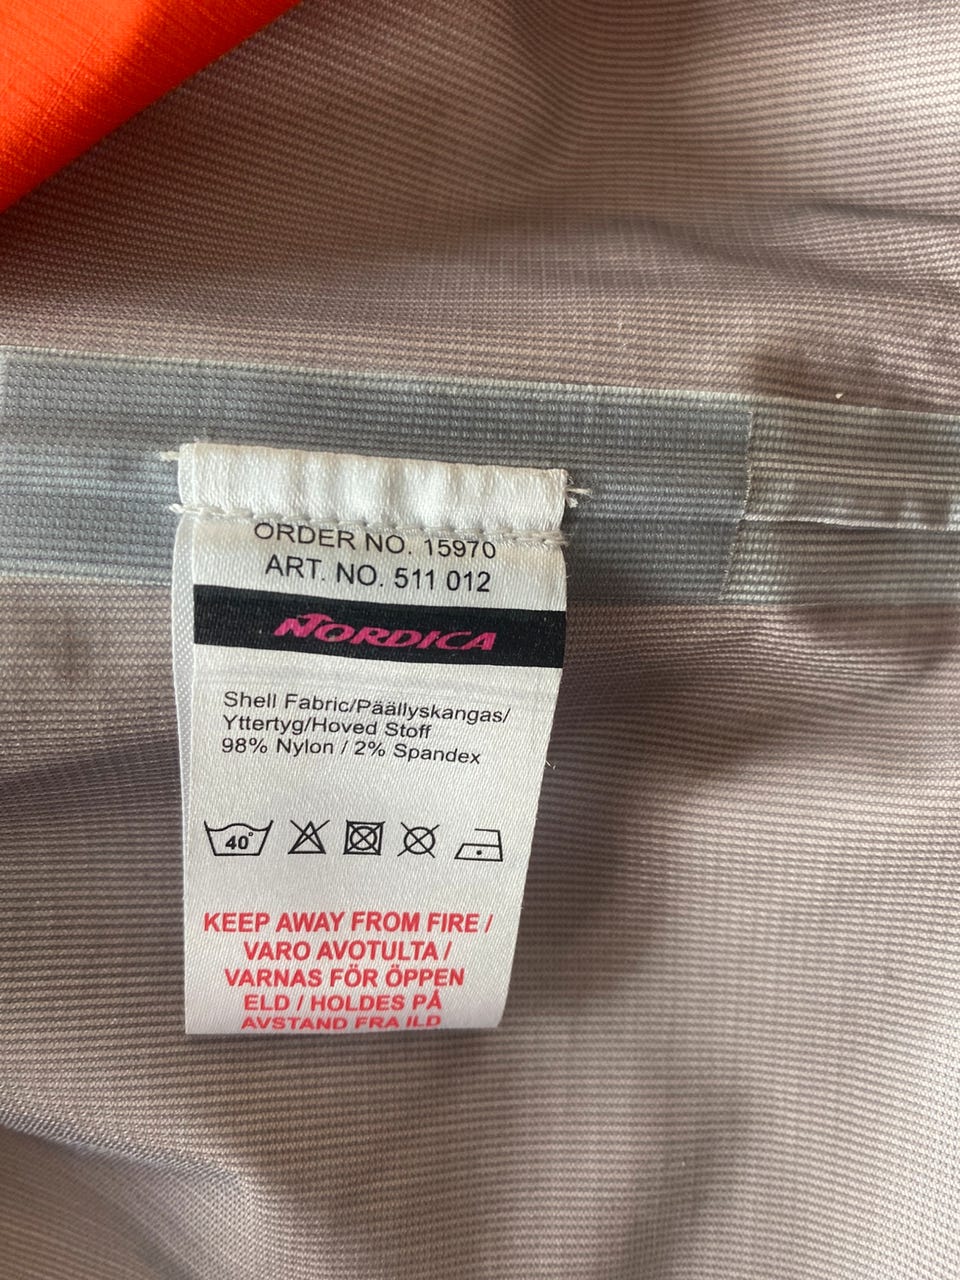 ORDER NO. 15970
ART. NO. 511 012
NORDICA
Shell Fabric/Päällyskangas/
Yttertyg/Hoved Stoff
98% Nylon / 2% Spandex
40°
KEEP AWAY FROM FIRE /
VARO AVOTULTA /
VARNAS FÖR ÖPPEN
ELD / HOLDES PÅ
AVSTAND FRA ILD